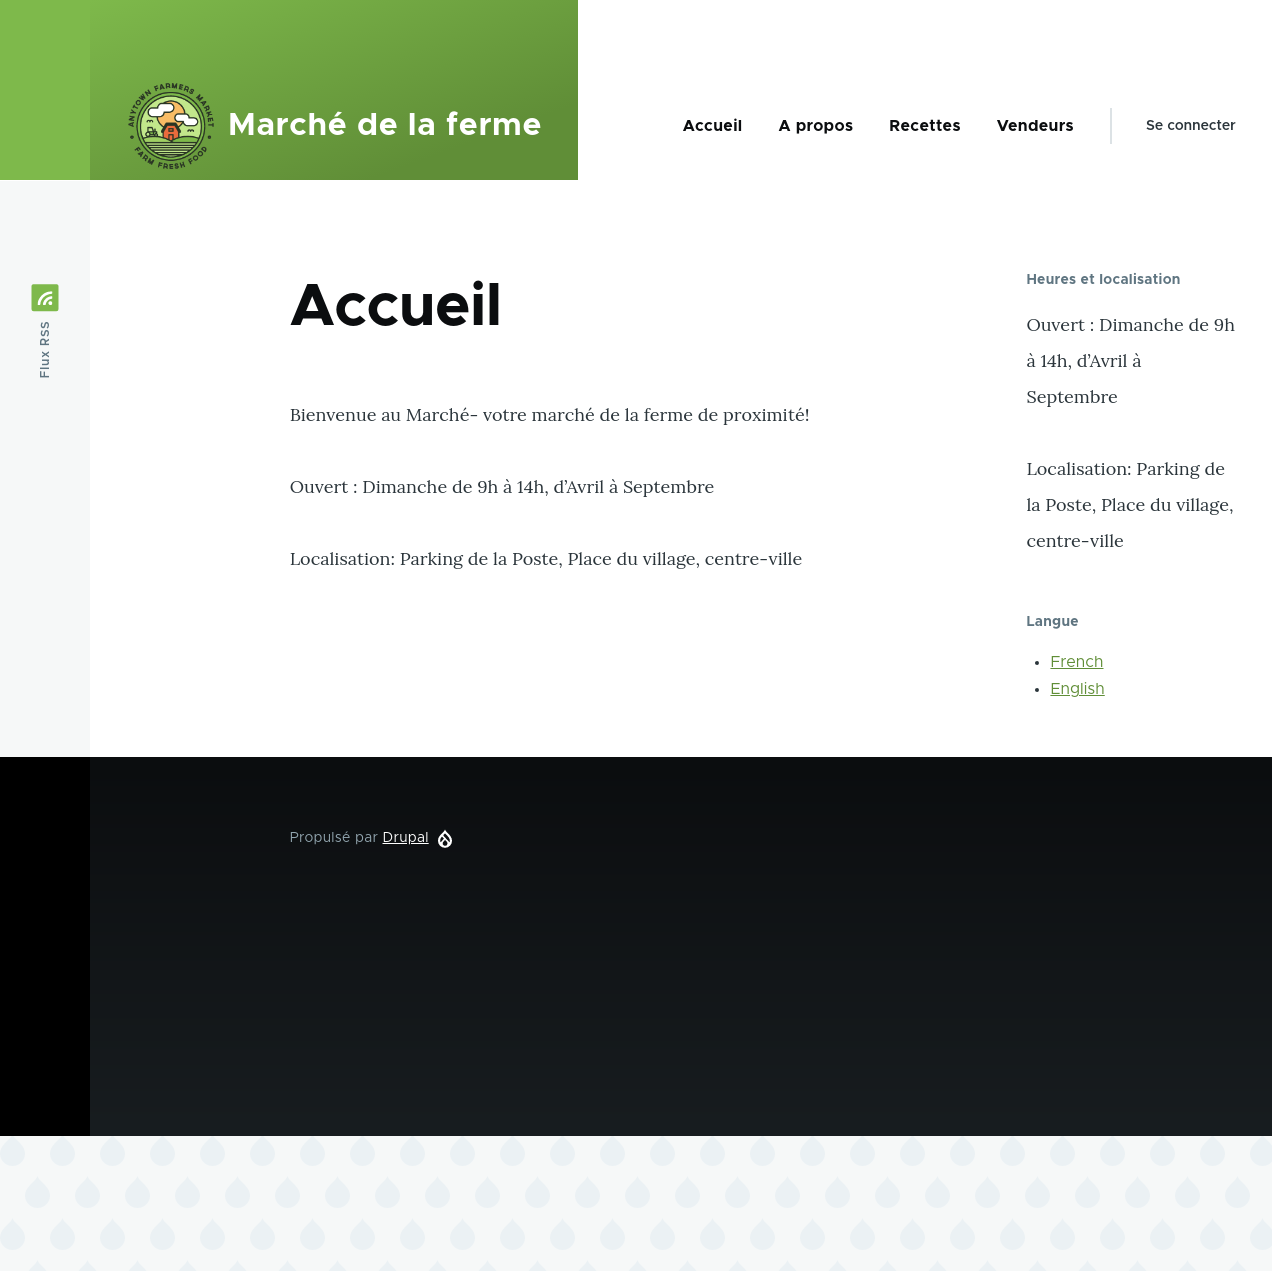 ANYTOWN FARMERS MARKET
FARM FRESH FOOD
Marché de la ferme
Accueil
A propos
Recettes
Vendeurs
Se connecter
Flux RSS
Accueil
Bienvenue au Marché- votre marché de la ferme de proximité!
Ouvert : Dimanche de 9h à 14h, d’Avril à Septembre
Localisation: Parking de la Poste, Place du village, centre-ville
Heures et localisation
Ouvert : Dimanche de 9h
à 14h, d’Avril à
Septembre
Localisation: Parking de
la Poste, Place du village,
centre-ville
Langue
French
English
Propulsé par Drupal